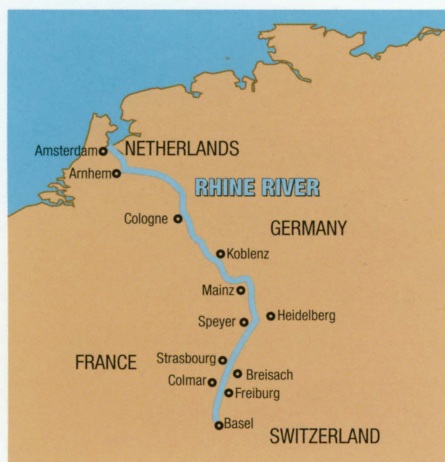 Amsterdam
NETHERLANDS
Arnhem
RHINE RIVER
Cologne
GERMANY
Koblenz
Mainz
Speyer
Heidelberg
FRANCE
Strasbourg
Breisach
Colmar
Freiburg
Basel
SWITZERLAND